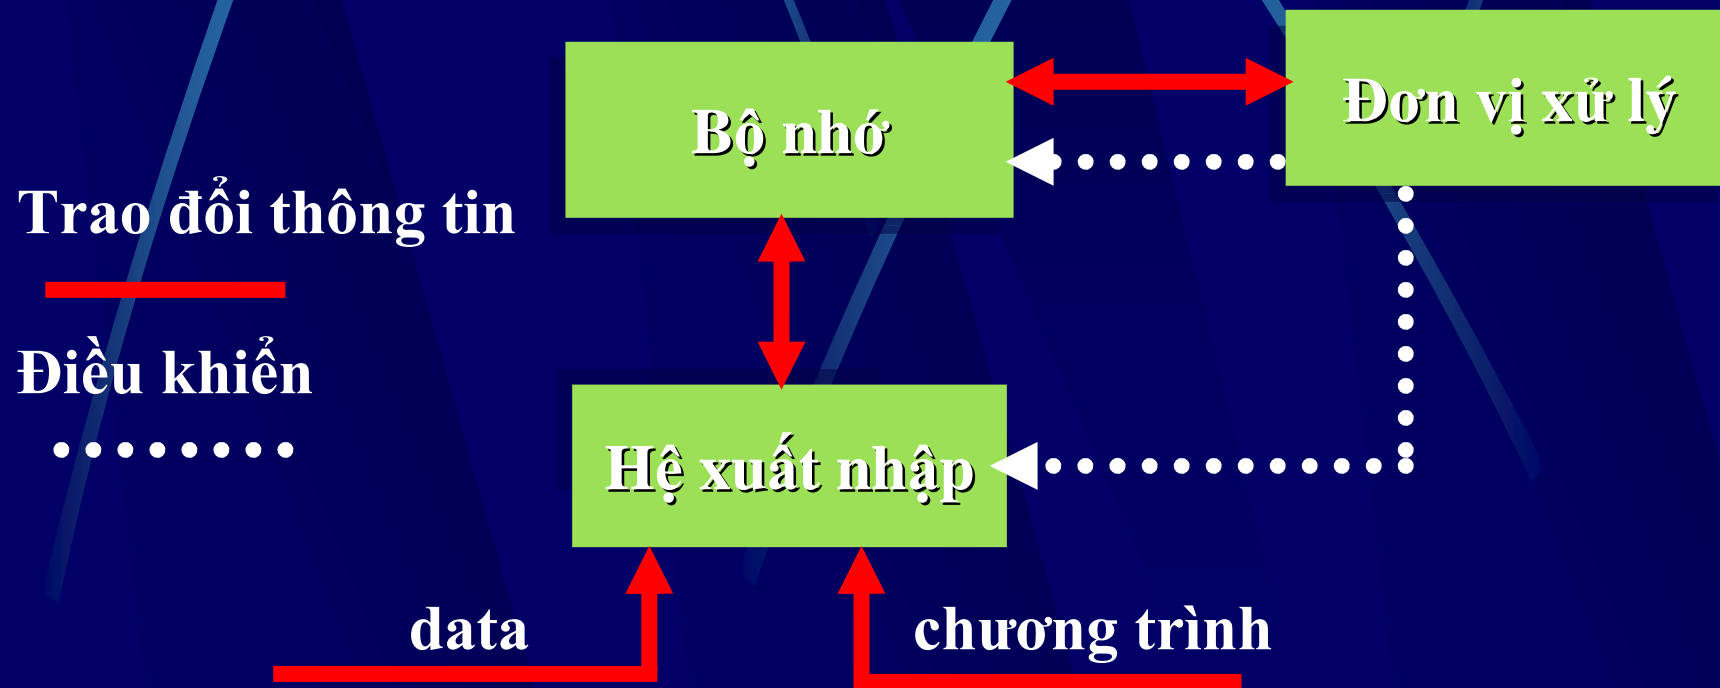 Đơn vị xử lý
Bộ nhớ
Trao đổi thông tin
Điều khiển
Hệ xuất nhập
data
chương trình